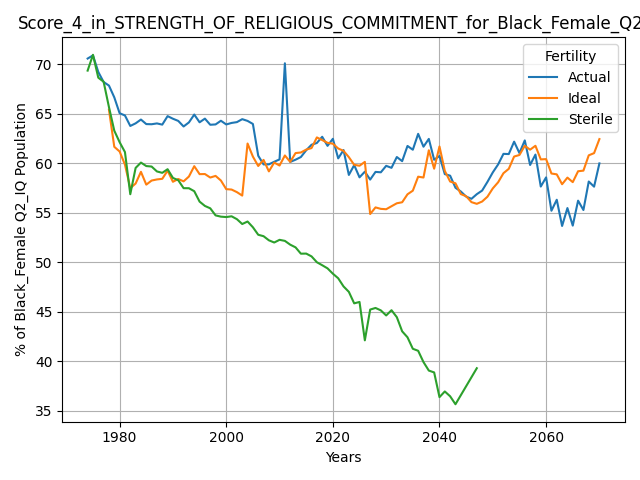 Score_4_in_STRENGTH_OF_RELIGIOUS_COMMITMENT_for_Black_Female_Q2
Fertility
Actual
Ideal
Sterile
% of Black_Female Q2_IQ Population
70
65
60
55
50
45
40
35
1980
2000
2020
2040
2060
Years